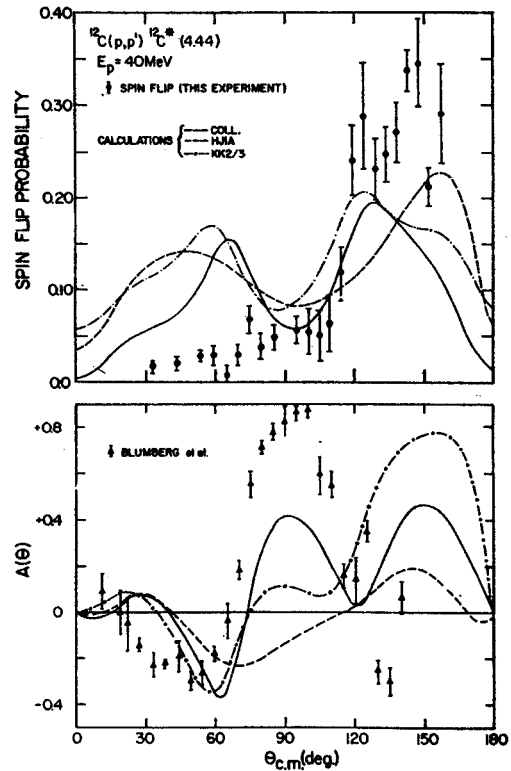 0.40
¹²C(p,p') ¹²C* (4.44)
Eₚ = 40MeV
SPIN FLIP (THIS EXPERIMENT)
0.30
CALCULATIONS
COLL.
HJIA
KK2/3
SPIN FLIP PROBABILITY
0.20
0.10
0.0
+0.8
BLUMBERG et al.
+0.4
A(θ)
0
-0.4
0 30 60 90 120 150 180
θc.m.(deg.)